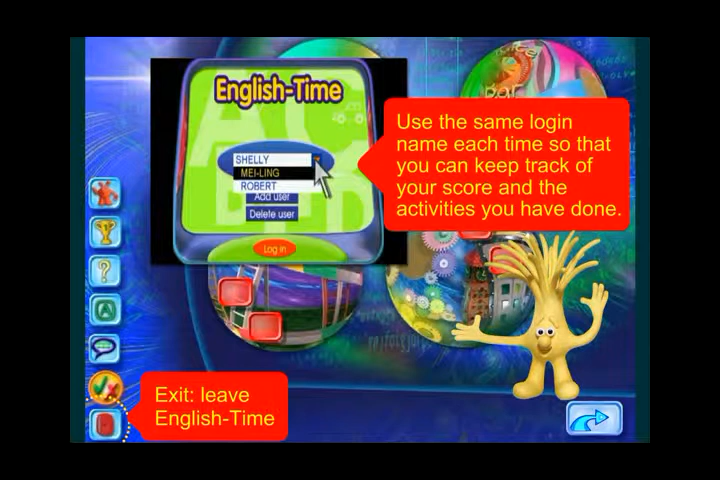 English-Time
SHELLY
MEI-LING
ROBERT
Add user
Delete user
Log in
Use the same login
name each time so that
you can keep track of
your score and the
activities you have done.
Exit: leave
English-Time